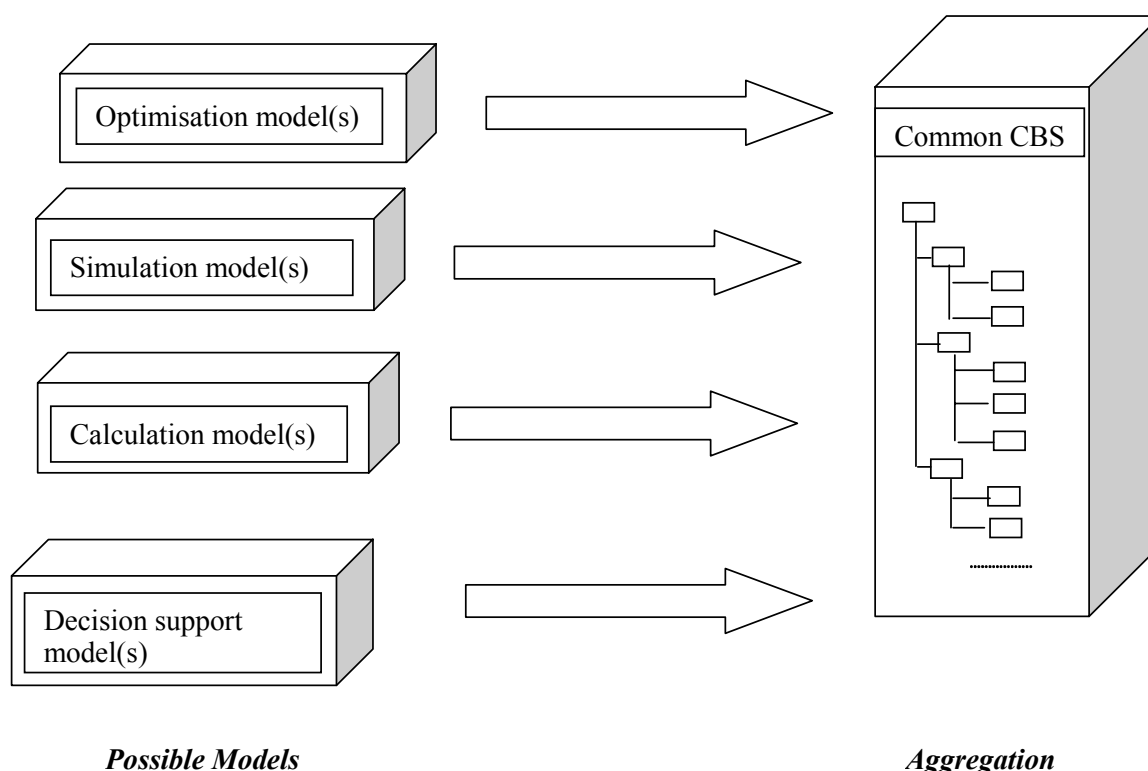 Optimisation model(s)
Common CBS
Simulation model(s)
Calculation model(s)
Decision support
model(s)
Possible Models
Aggregation